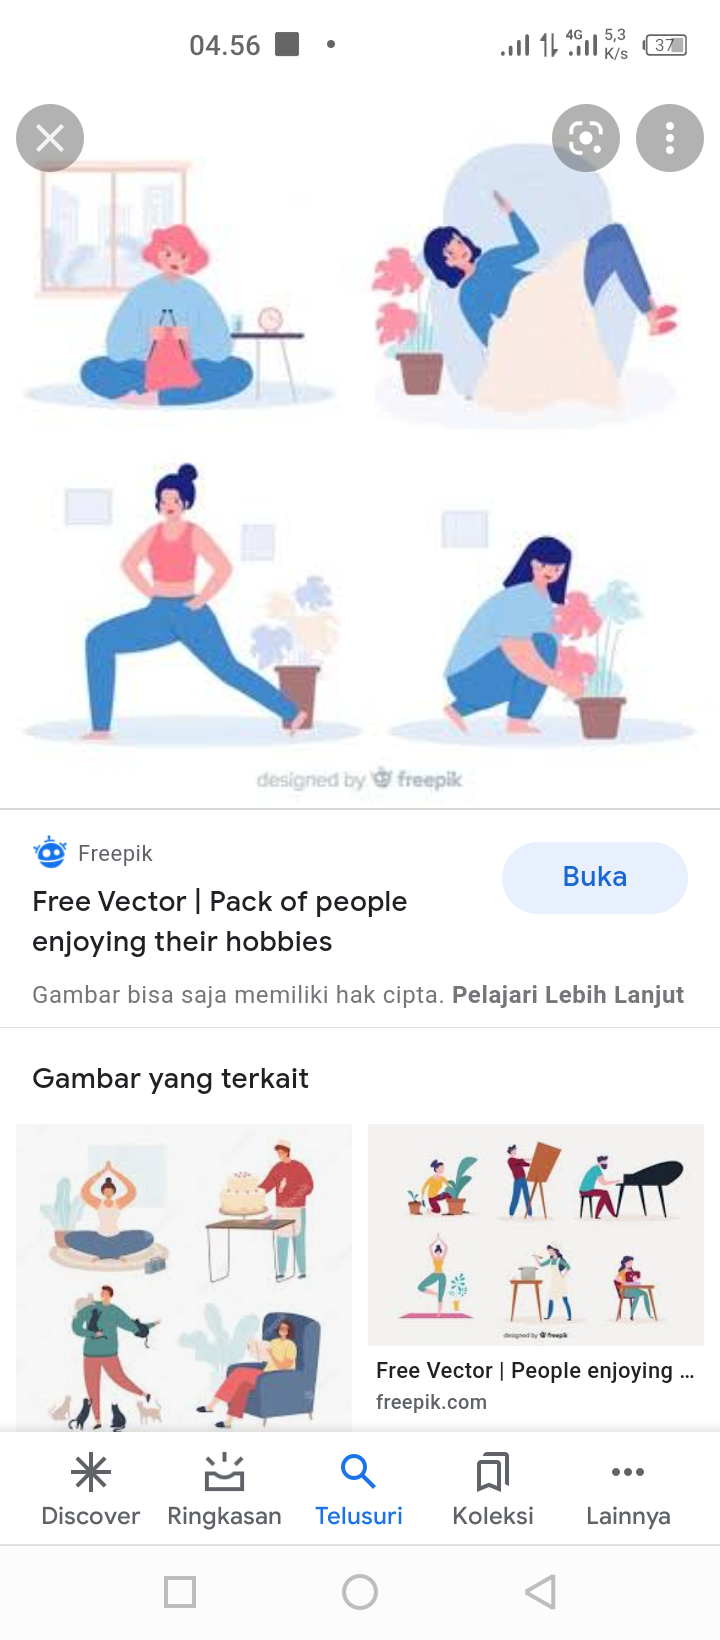 04.56
4G
5,3
K/s
37
designed by freepik
Freepik
Buka
Free Vector | Pack of people
enjoying their hobbies
Gambar bisa saja memiliki hak cipta. Pelajari Lebih Lanjut
Gambar yang terkait
designed by freepik
Free Vector | People enjoying ...
freepik.com
Discover
Ringkasan
Telusuri
Koleksi
Lainnya